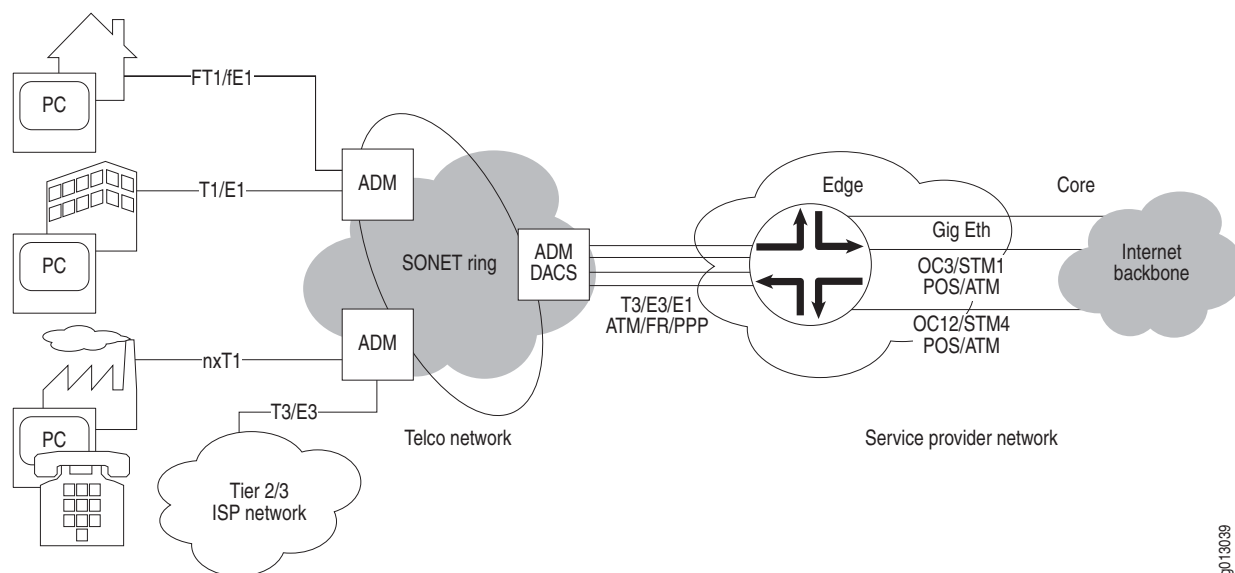 PC
FT1/fE1
PC
T1/E1
PC
nxT1
T3/E3
Tier 2/3
ISP network
ADM
SONET ring
ADM
ADM
DACS
Telco network
T3/E3/E1
ATM/FR/PPP
Edge
Core
Gig Eth
OC3/STM1
POS/ATM
OC12/STM4
POS/ATM
Internet
backbone
Service provider network
g013039